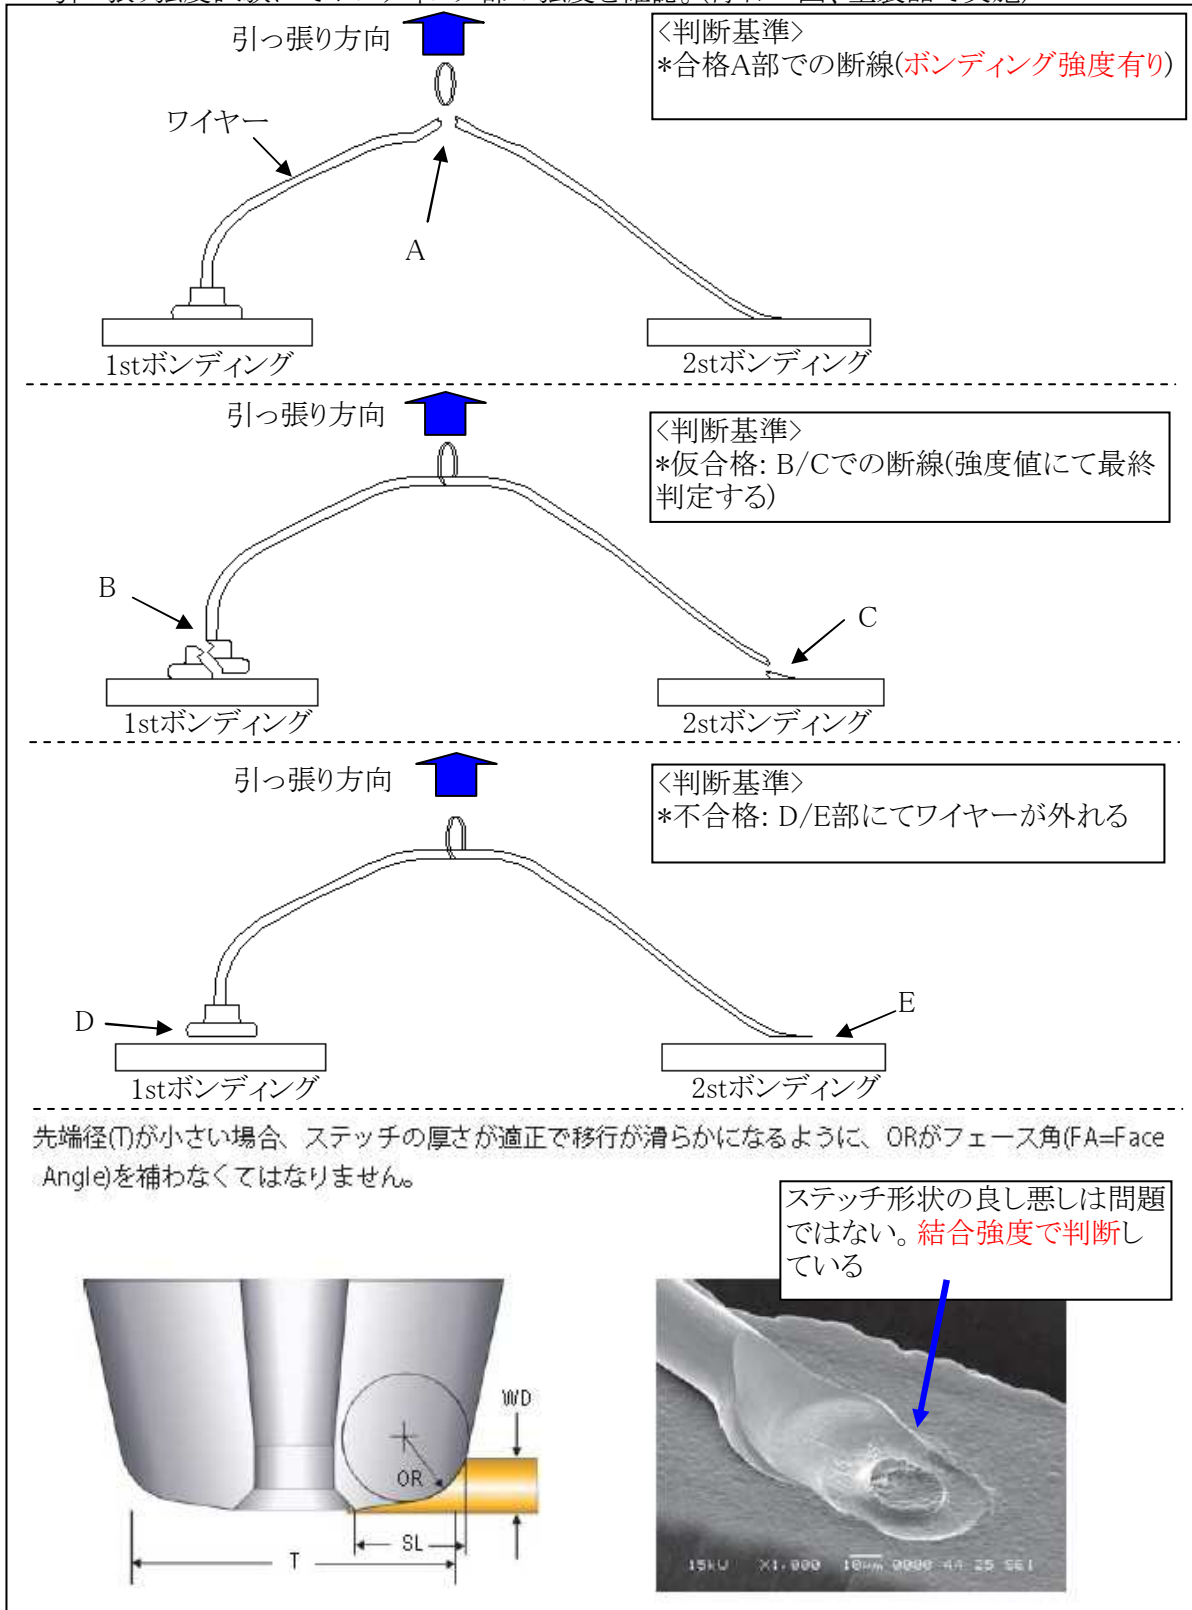 引っ張り方向
<判断基準>
*合格A部での断線(ボンディング強度有り)
ワイヤー
A
1stボンディング
2stボンディング
引っ張り方向
<判断基準>
*仮合格: B/Cでの断線(強度値にて最終
判定する)
B
C
1stボンディング
2stボンディング
引っ張り方向
<判断基準>
*不合格: D/E部にてワイヤーが外れる
D
E
1stボンディング
2stボンディング
先端径(T)が小さい場合、ステッチの厚さが適正で移行が滑らかになるように、ORがフェース角(FA=Face
Angle)を補わなくてはなりません。
ステッチ形状の良し悪しは問題
ではない。結合強度で判断し
ている
WD
OR
SL
T
15kU X1,000 10μm 0000 44 25 SEI